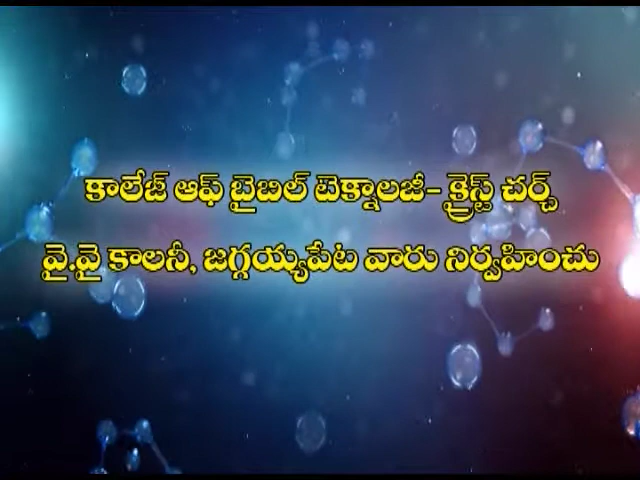 కాలేజ్ ఆఫ్ బైబిల్ టెక్నాలజీ- క్రైస్ట్ చర్చ్
వై.వై కాలనీ, జగ్గయ్యపేట వారు నిర్వహించు